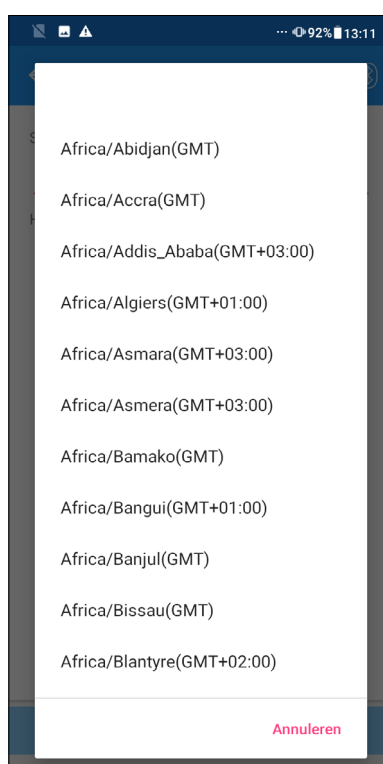 92% 13:11
Africa/Abidjan(GMT)
Africa/Accra(GMT)
Africa/Addis_Ababa(GMT+03:00)
Africa/Algiers(GMT+01:00)
Africa/Asmara(GMT+03:00)
Africa/Asmera(GMT+03:00)
Africa/Bamako(GMT)
Africa/Bangui(GMT+01:00)
Africa/Banjul(GMT)
Africa/Bissau(GMT)
Africa/Blantyre(GMT+02:00)
Annuleren